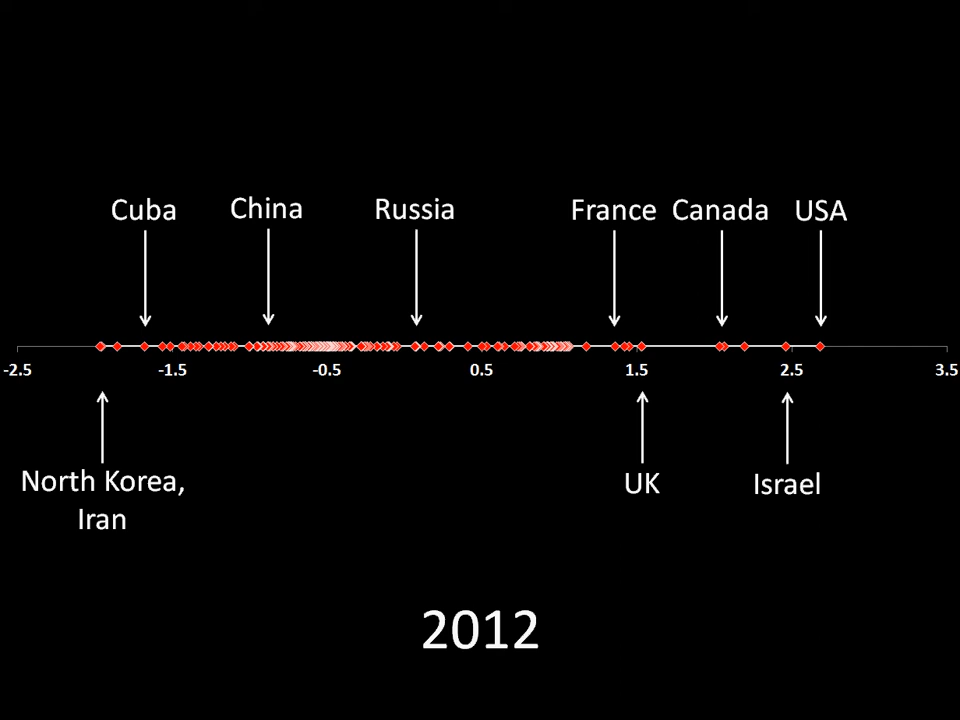 Cuba China Russia France Canada USA
-2.5 -1.5 -0.5 0.5 1.5 2.5 3.5
North Korea,
Iran
UK
Israel
2012